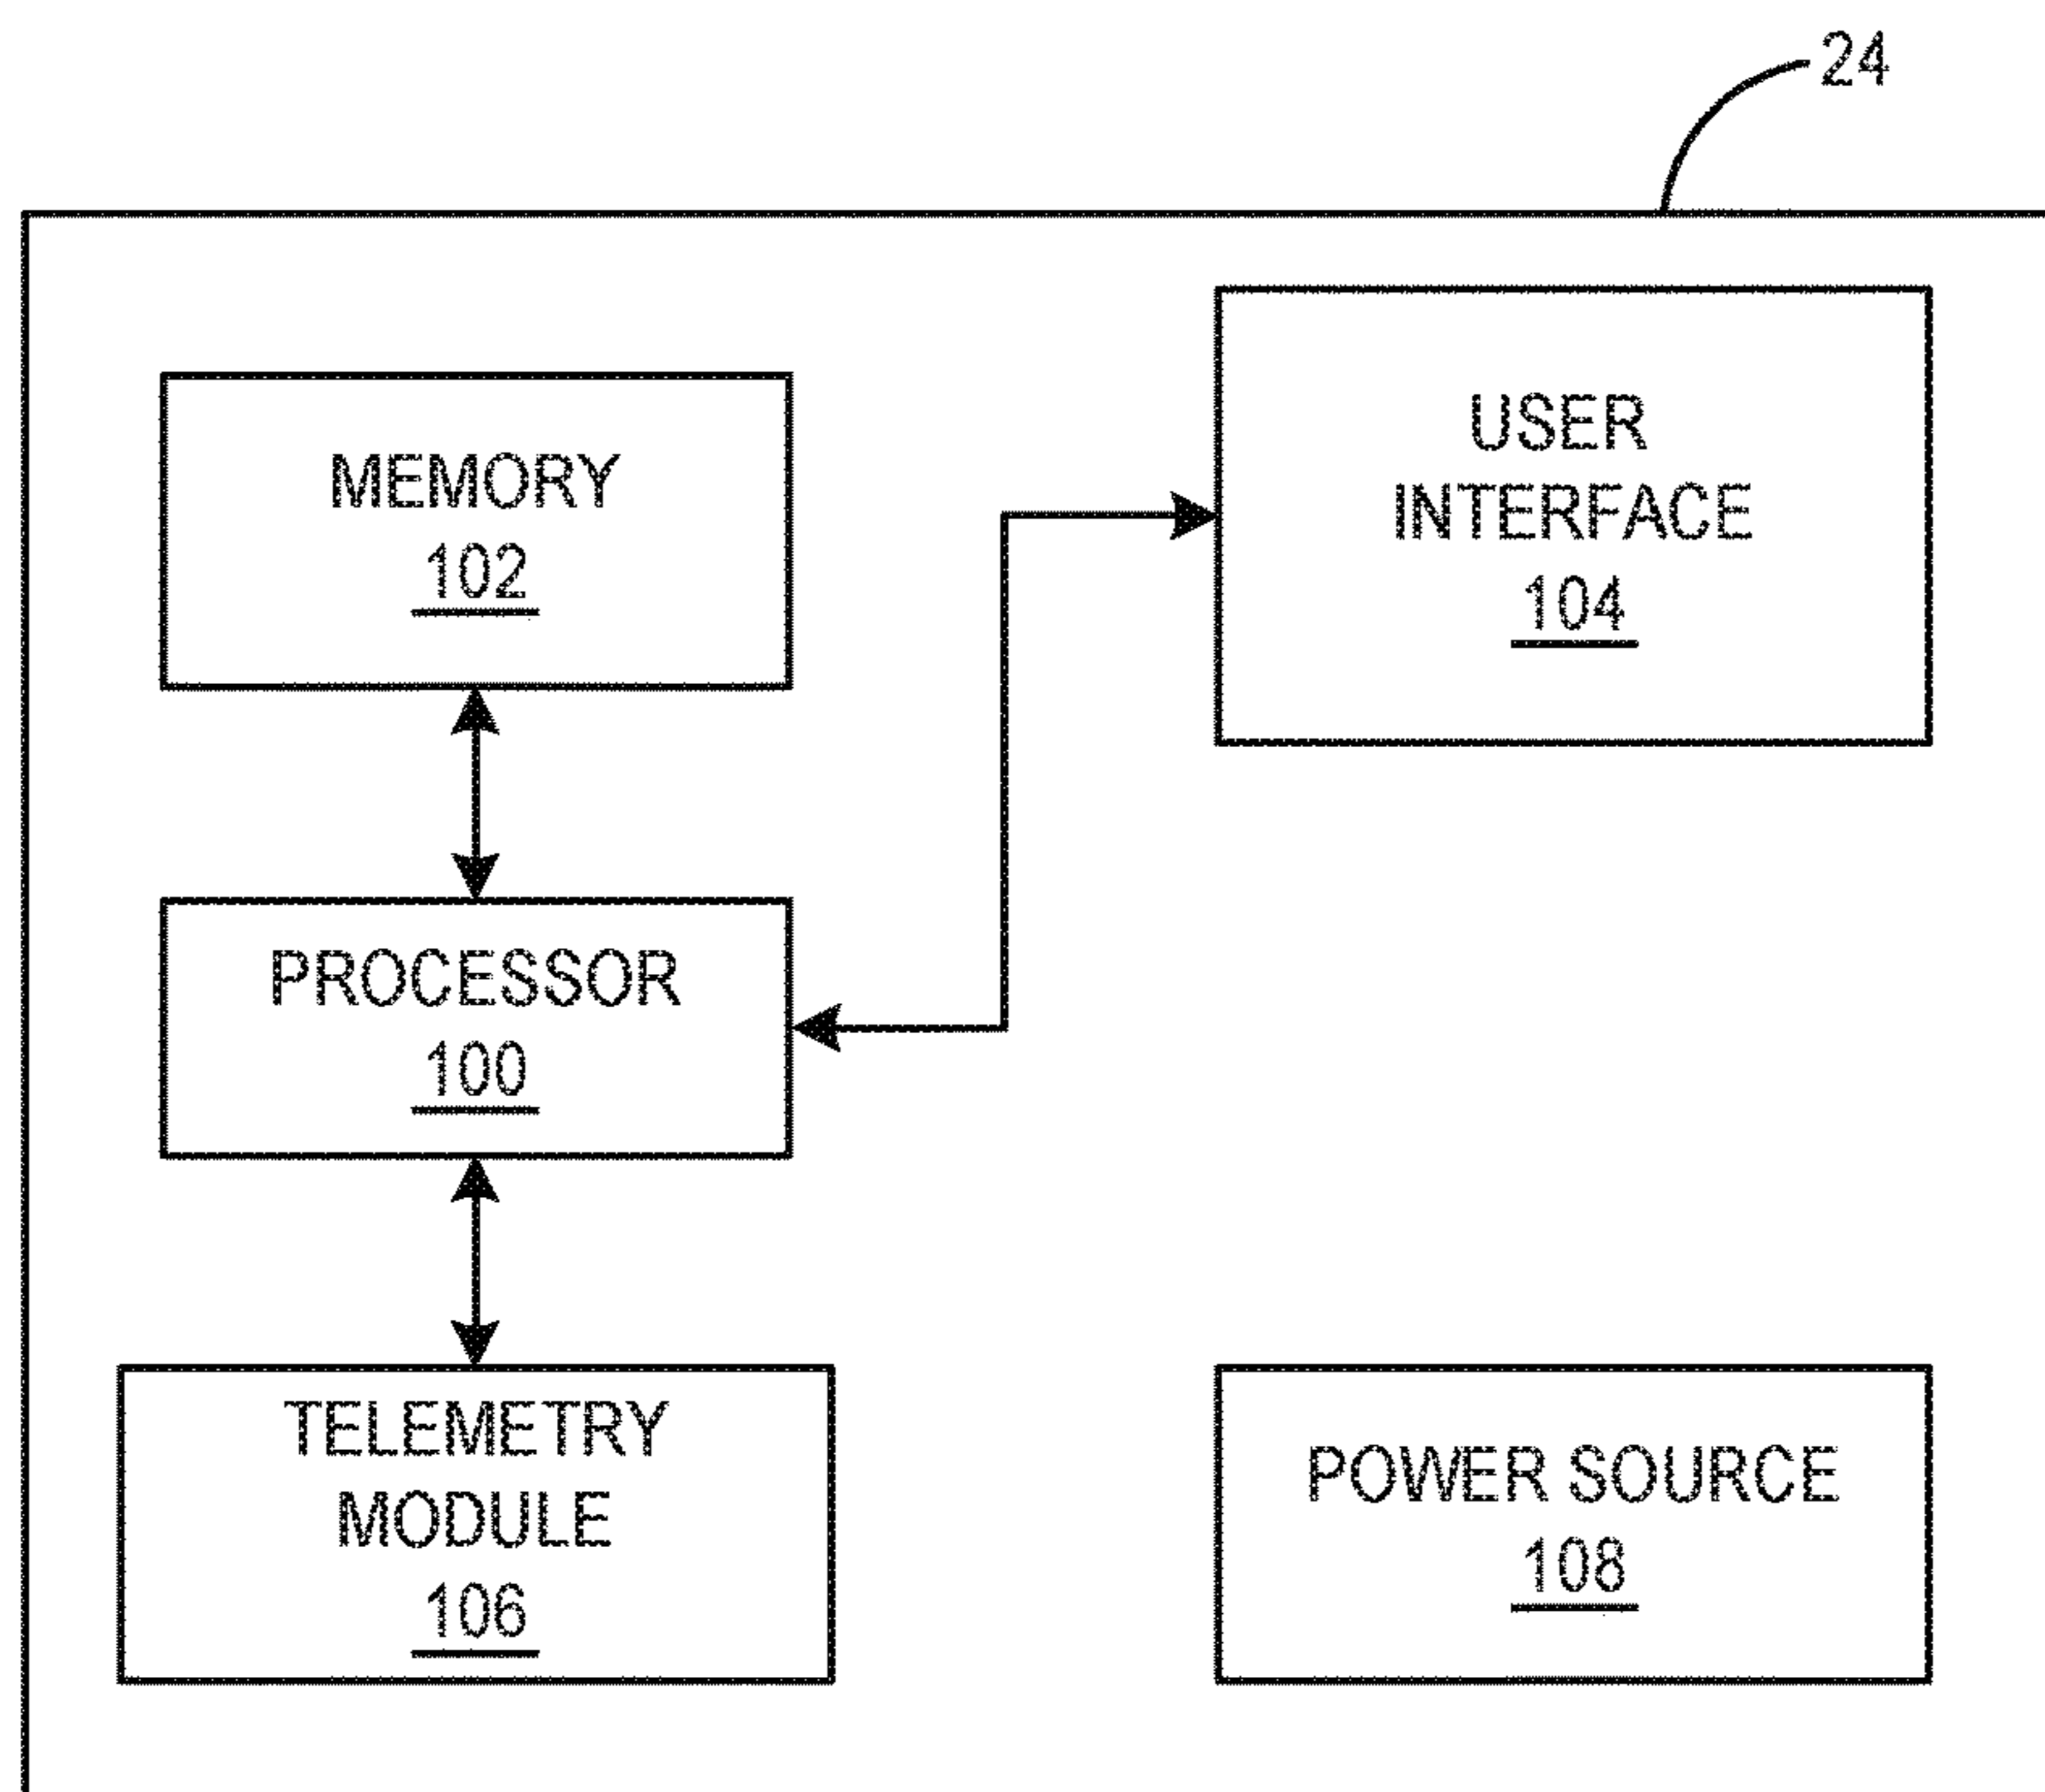 24
MEMORY
102
USER
INTERFACE
104
PROCESSOR
100
TELEMETRY
MODULE
106
POWER SOURCE
108